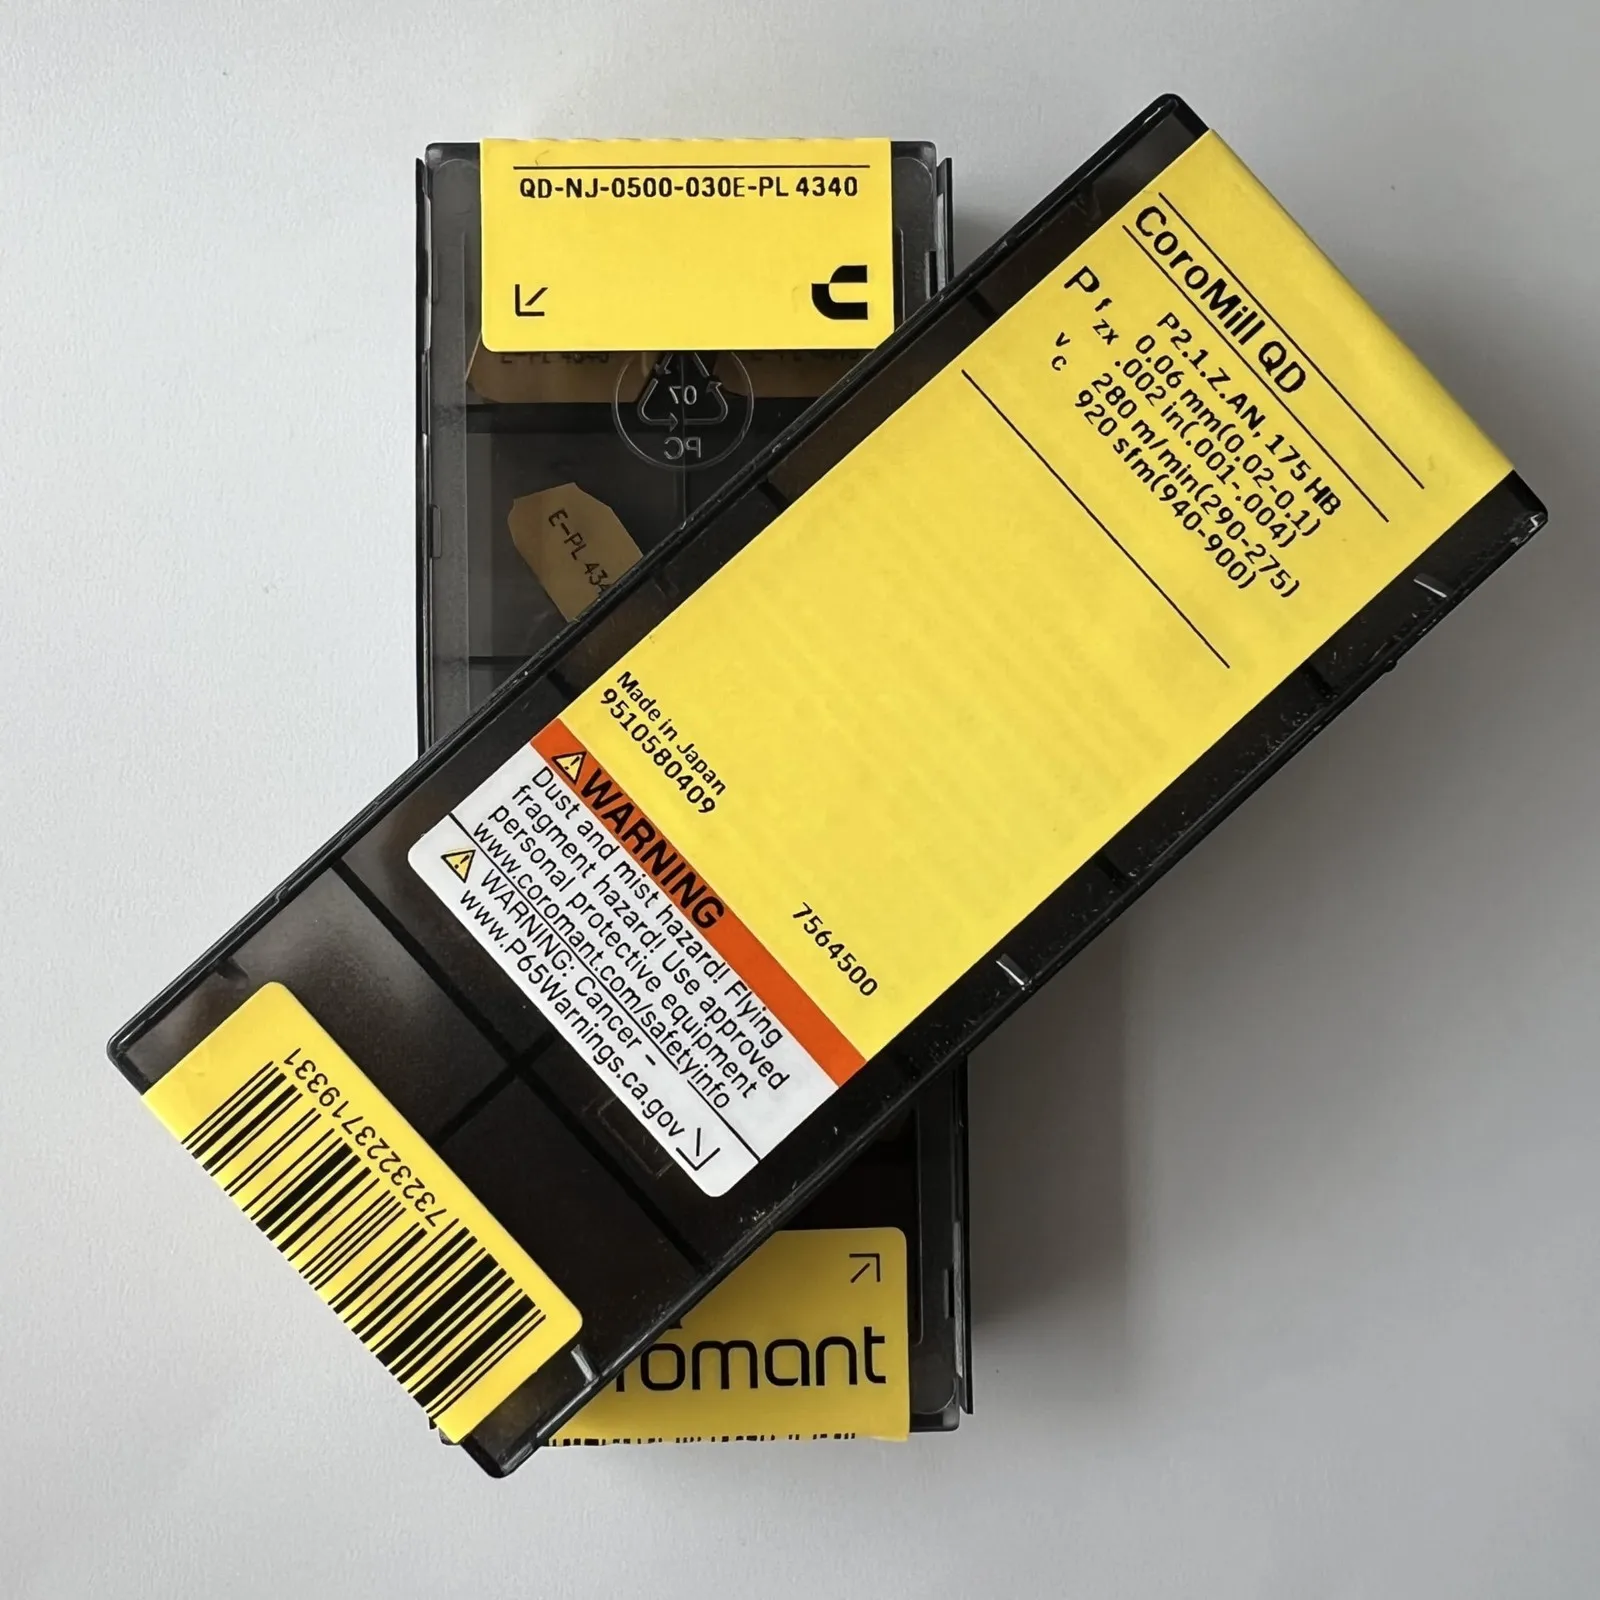 QD-NJ-0500-030E-PL 4340
07
PC
E-PL 434
CoroMill QD
P
P2.1.Z.AN, 175 HB
f zx 0.06 mm(0.02-0.1)
.002 in(.001-.004)
v c 280 m/min(290-275)
920 sfm(940-900)
Made in Japan
9510580409
7564500
WARNING
Dust and mist hazard! Flying
fragment hazard! Use approved
personal protective equipment
www.coromant.com/safetyinfo
WARNING: Cancer –
www.P65Warnings.ca.gov
7323223719331
romant